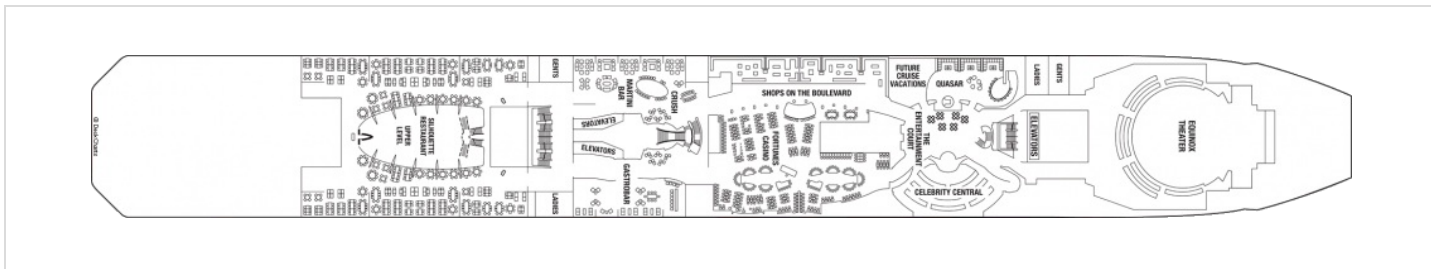 © Deck-Chart.c
SILHOUETTE
RESTAURANT
UPPER
LEVEL
GENTS
LADIES
MARTINI
BAR
CRUSH
ELEVATORS
ELEVATORS
GASTROBAR
SHOPS ON THE BOULEVARD
FORTUNES
CASINO
FUTURE
CRUISE
VACATIONS
QUASAR
THE
ENTERTAINMENT
COURT
CELEBRITY CENTRAL
LADIES
GENTS
ELEVATORS
EQUINOX
THEATER